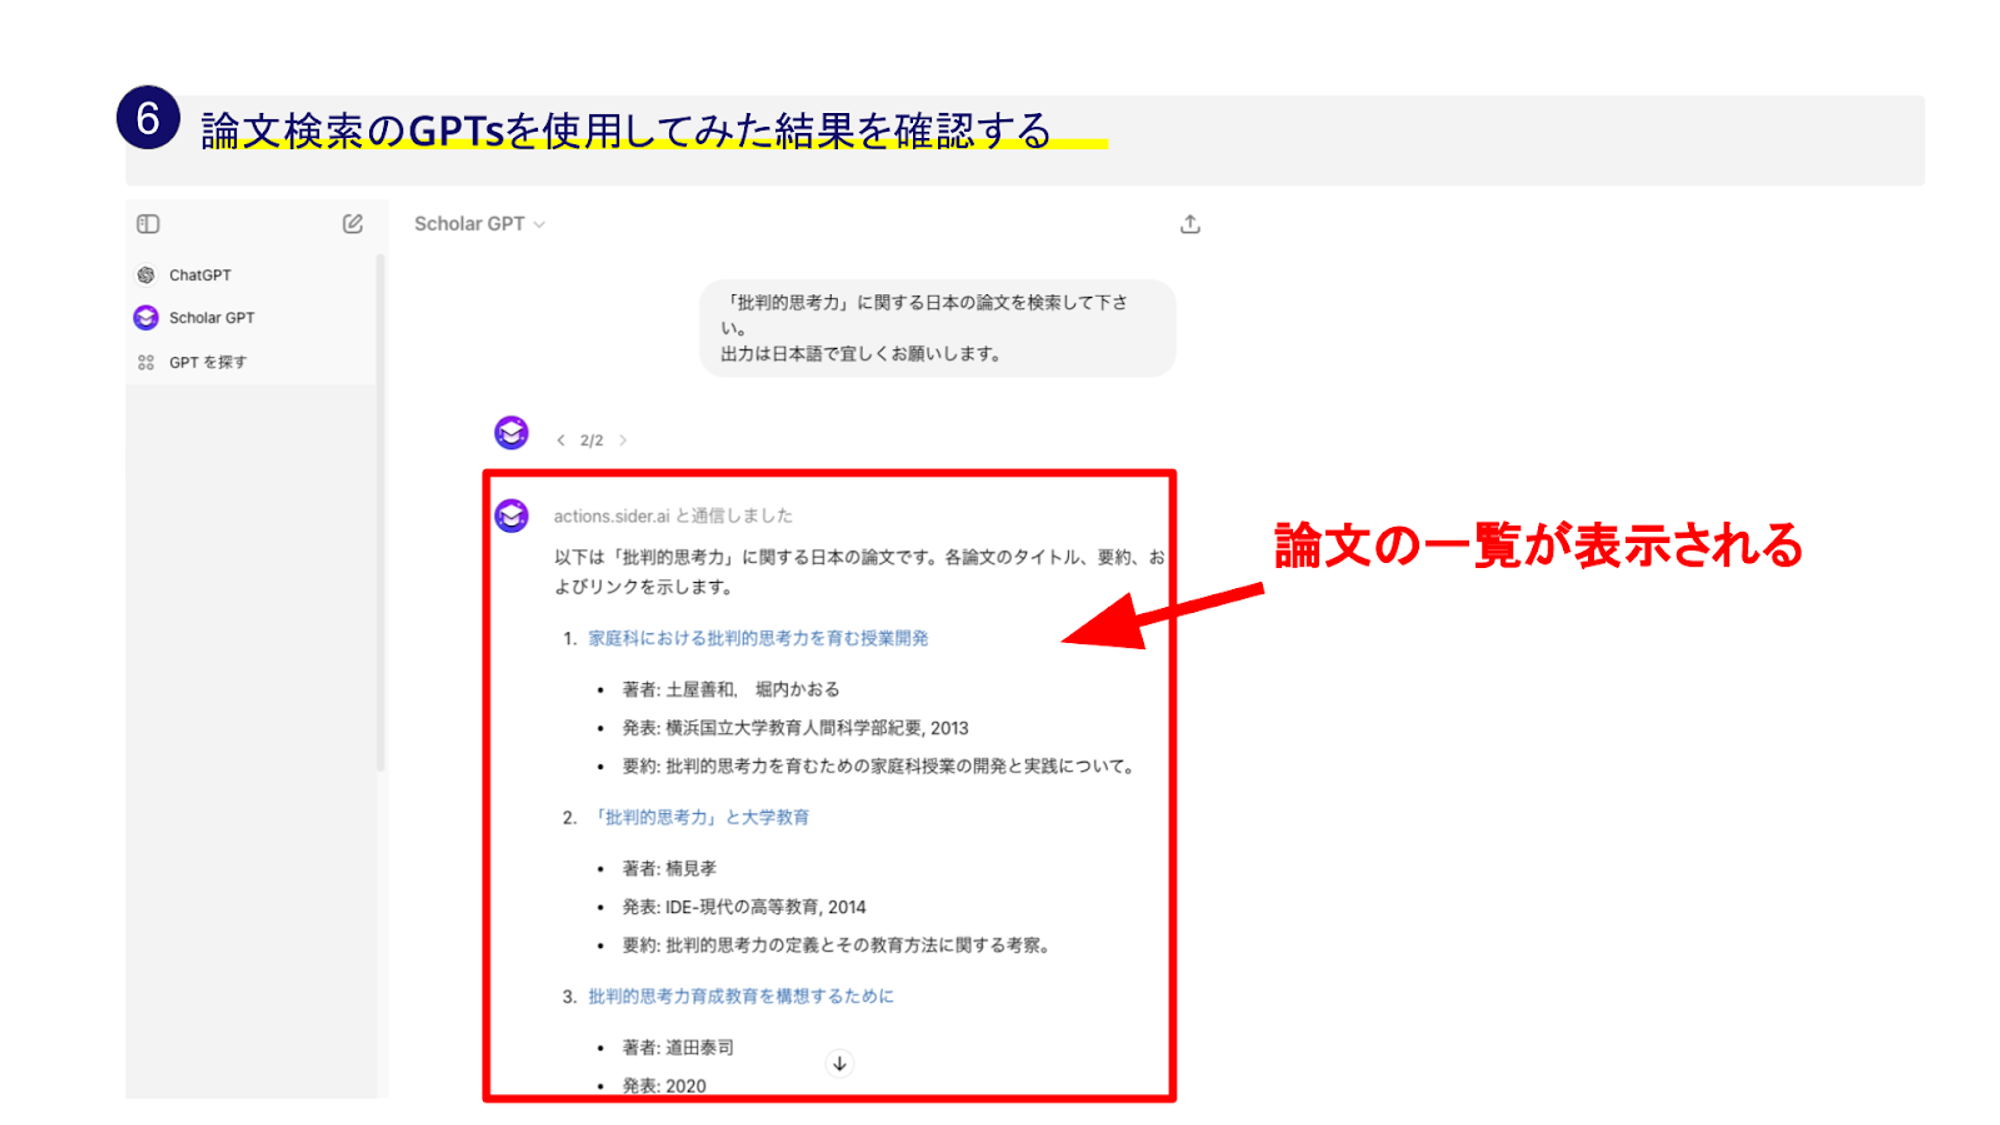 6
論文検索のGPTsを使用してみた結果を確認する
Scholar GPT
ChatGPT
Scholar GPT
GPT を探す
「批判的思考力」に関する日本の論文を検索して下さ
い。
出力は日本語で宜しくお願いします。
2/2
actions.sider.ai と通信しました
以下は「批判的思考力」に関する日本の論文です。各論文のタイトル、要約、お
よびリンクを示します。
論文の一覧が表示される
1. 家庭科における批判的思考力を育む授業開発
• 著者: 土屋善和, 堀内かおる
• 発表: 横浜国立大学教育人間科学部紀要, 2013
• 要約: 批判的思考力を育むための家庭科授業の開発と実践について。
2. 「批判的思考力」と大学教育
• 著者: 楠見孝
• 発表: IDE-現代の高等教育, 2014
• 要約: 批判的思考力の定義とその教育方法に関する考察。
3. 批判的思考力育成教育を構想するために
• 著者: 道田泰司
• 発表: 2020